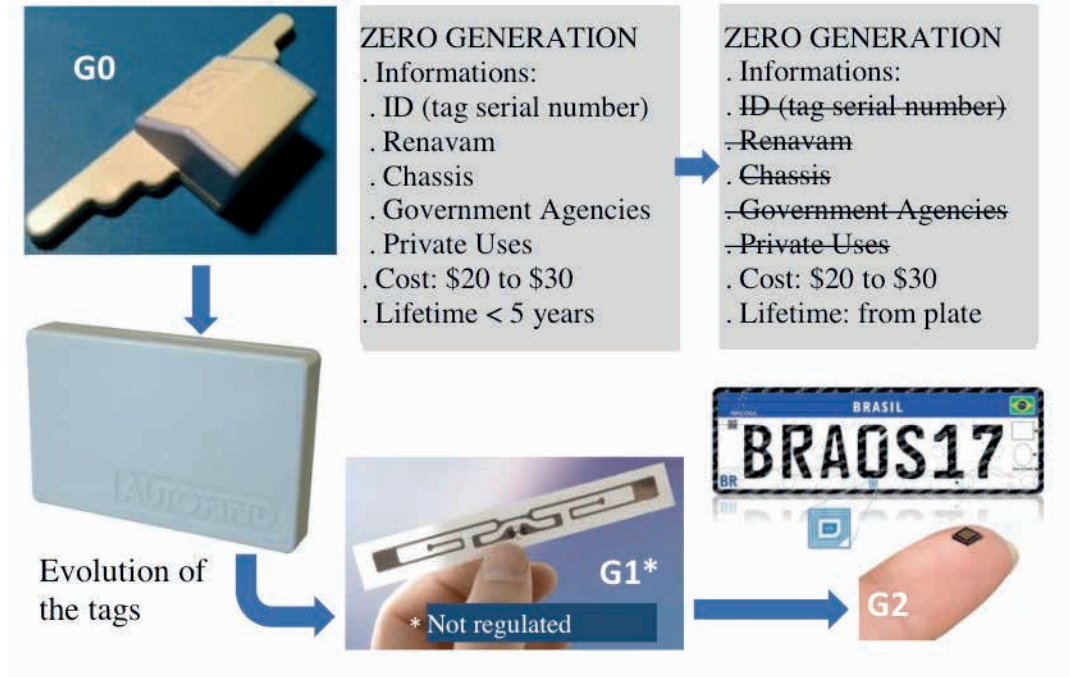 G0
ZERO GENERATION
. Informations:
. ID (tag serial number)
. Renavam
. Chassis
. Government Agencies
. Private Uses
. Cost: $20 to $30
. Lifetime < 5 years
ZERO GENERATION
. Informations:
. ID (tag serial number)
. Renavam
. Chassis
. Government Agencies
. Private Uses
. Cost: $20 to $30
. Lifetime: from plate
AUTOFIND
Evolution of
the tags
G1*
* Not regulated
BRASIL
BRAOS17
BR
G2